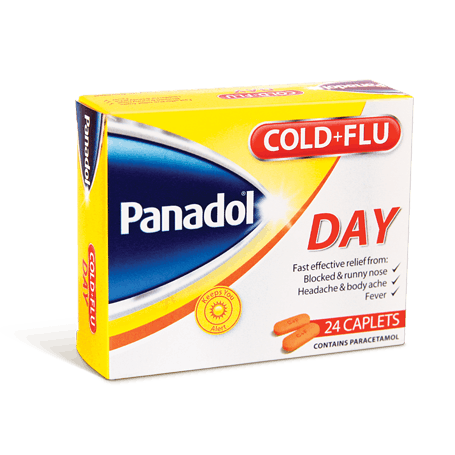 Panadol
COLD+FLU
DAY
COLD+FLU
Panadol®
DAY
Fast effective relief from:
Blocked & runny nose ✓
Headache & body ache ✓
Fever ✓
Keeps You
Alert
24 CAPLETS
CONTAINS PARACETAMOL